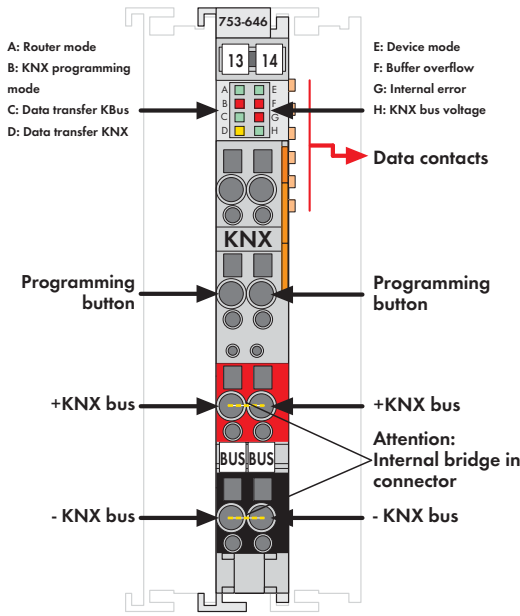 753-646
13 14
A: Router mode
B: KNX programming
mode
C: Data transfer KBus
D: Data transfer KNX
E: Device mode
F: Buffer overflow
G: Internal error
H: KNX bus voltage
A E
B F
C G
D H
Data contacts
KNX
Programming
button
Programming
button
+KNX bus
+KNX bus
Attention:
Internal bridge in
connector
BUS BUS
- KNX bus
- KNX bus